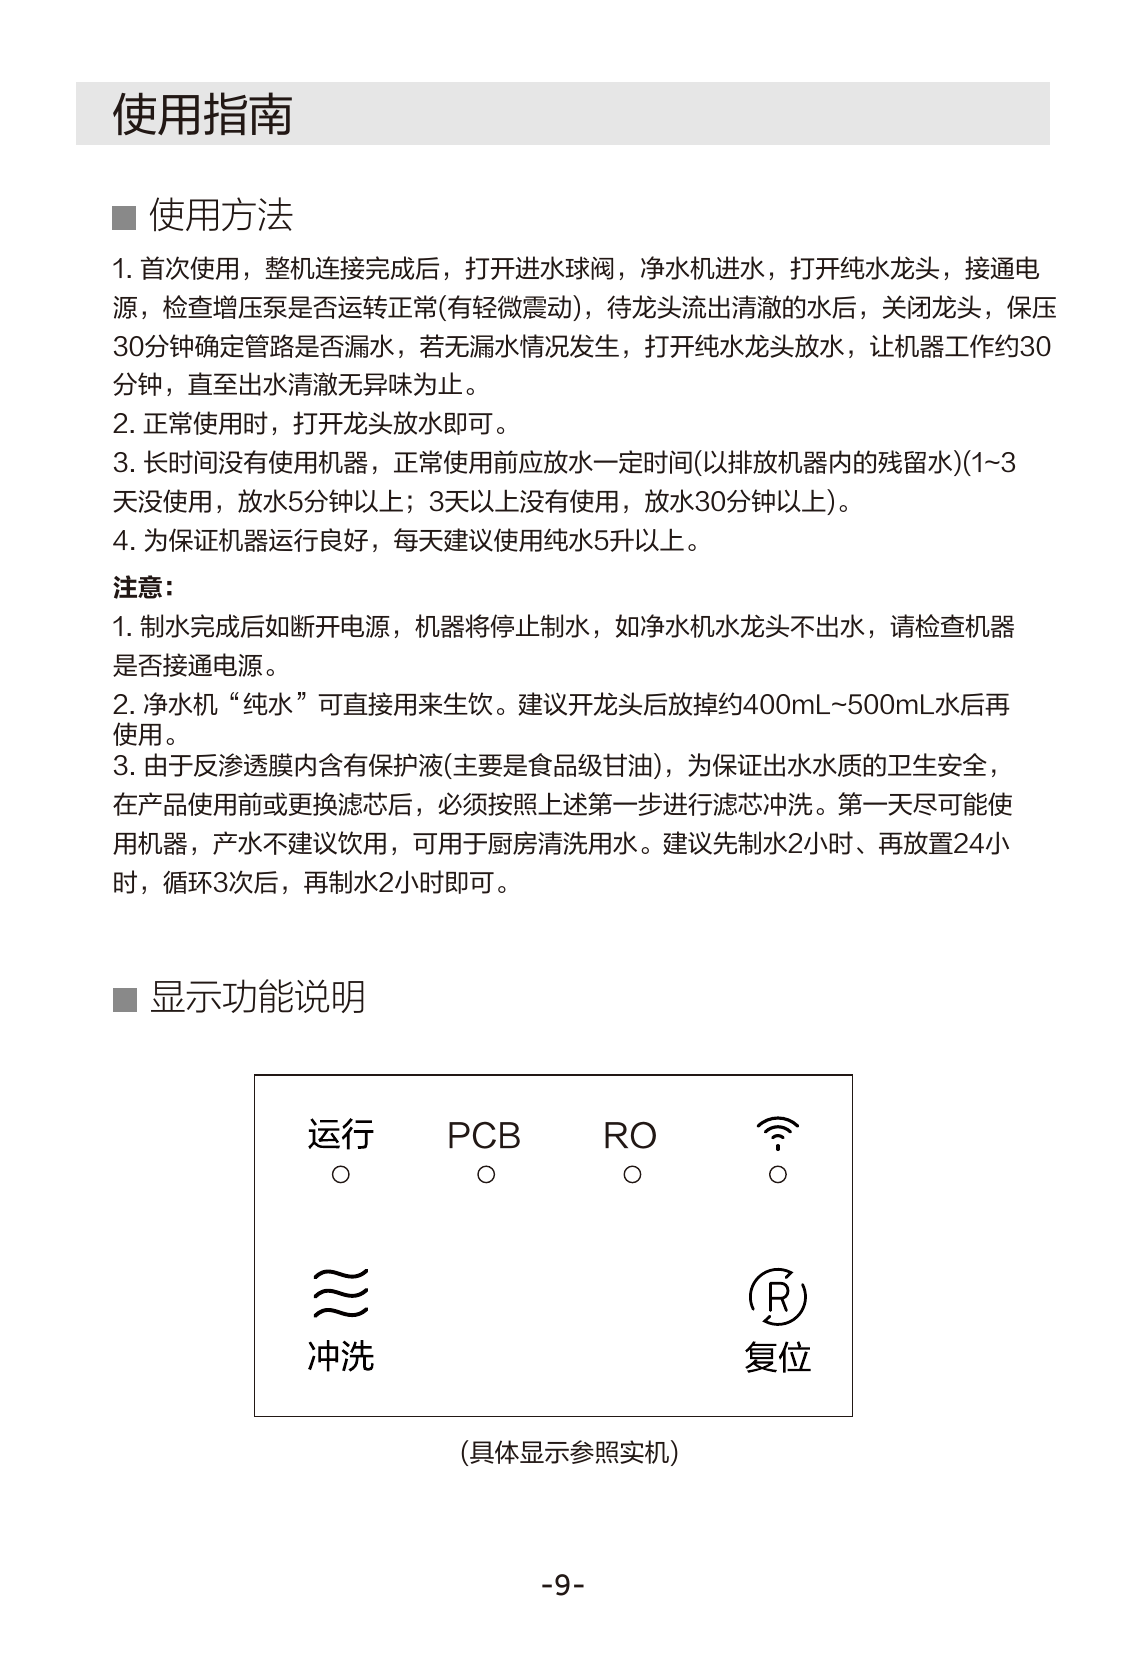 使用指南
使用方法
1. 首次使用，整机连接完成后，打开进水球阀，净水机进水，打开纯水龙头，接通电
源，检查增压泵是否运转正常(有轻微震动)，待龙头流出清澈的水后，关闭龙头，保压
30分钟确定管路是否漏水，若无漏水情况发生，打开纯水龙头放水，让机器工作约30
分钟，直至出水清澈无异味为止。
2. 正常使用时，打开龙头放水即可。
3. 长时间没有使用机器，正常使用前应放水一定时间(以排放机器内的残留水)(1~3
天没使用，放水5分钟以上；3天以上没有使用，放水30分钟以上)。
4. 为保证机器运行良好，每天建议使用纯水5升以上。
注意：
1. 制水完成后如断开电源，机器将停止制水，如净水机水龙头不出水，请检查机器
是否接通电源。
2. 净水机“纯水”可直接用来生饮。建议开龙头后放掉约400mL~500mL水后再
使用。
3. 由于反渗透膜内含有保护液(主要是食品级甘油)，为保证出水水质的卫生安全，
在产品使用前或更换滤芯后，必须按照上述第一步进行滤芯冲洗。第一天尽可能使
用机器，产水不建议饮用，可用于厨房清洗用水。建议先制水2小时、再放置24小
时，循环3次后，再制水2小时即可。
显示功能说明
运行 PCB RO
R
冲洗 复位
(具体显示参照实机)
-9-